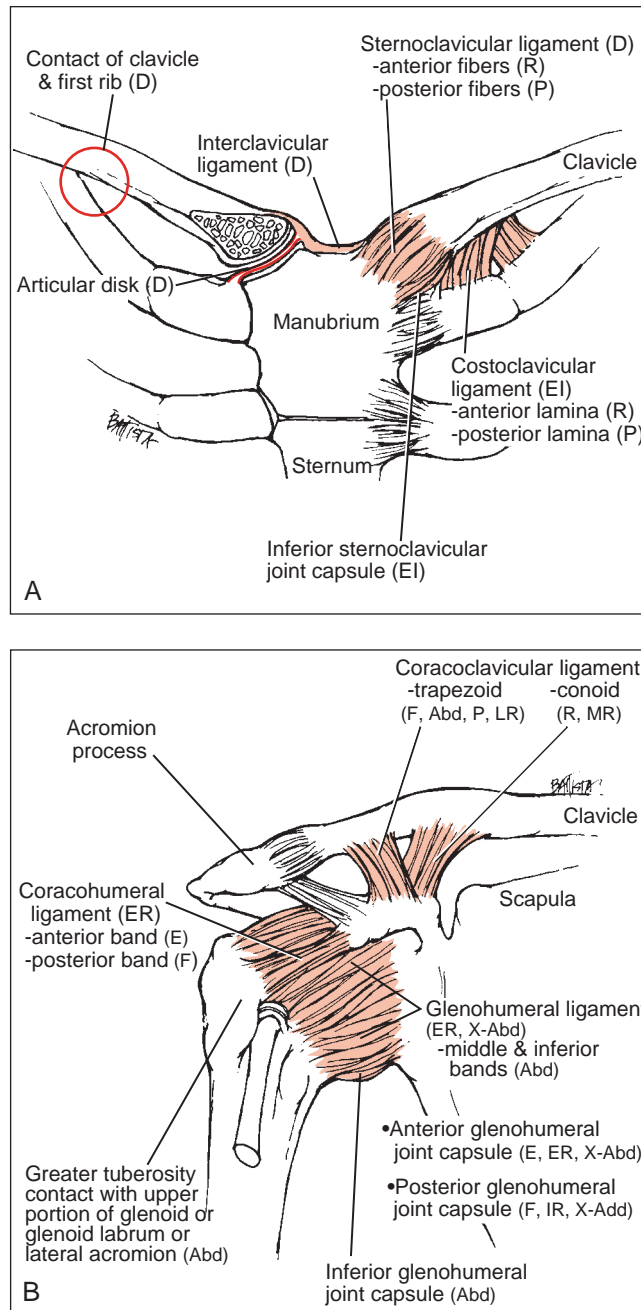 Contact of clavicle
& first rib (D)
Sternoclavicular ligament (D)
-anterior fibers (R)
-posterior fibers (P)
Interclavicular
ligament (D)
Clavicle
Articular disk (D)
Manubrium
Costoclavicular
ligament (EI)
-anterior lamina (R)
-posterior lamina (P)
BATISTA
Sternum
Inferior sternoclavicular
joint capsule (EI)
A
Coracoclavicular ligament
-trapezoid
(F, Abd, P, LR)
-conoid
(R, MR)
Acromion
process
BATISTA
Clavicle
Scapula
Coracohumeral
ligament (ER)
-anterior band (E)
-posterior band (F)
Glenohumeral ligament
(ER, X-Abd)
-middle & inferior
bands (Abd)
•Anterior glenohumeral
joint capsule (E, ER, X-Abd)
•Posterior glenohumeral
joint capsule (F, IR, X-Add)
Greater tuberosity
contact with upper
portion of glenoid or
glenoid labrum or
lateral acromion (Abd)
Inferior glenohumeral
joint capsule (Abd)
B